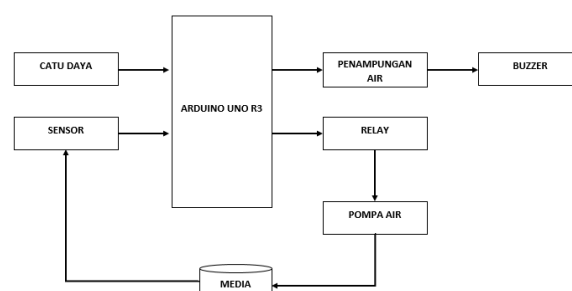 CATU DAYA
ARDUINO UNO R3
PENAMPUNGAN
AIR
BUZZER
SENSOR
RELAY
POMPA AIR
MEDIA